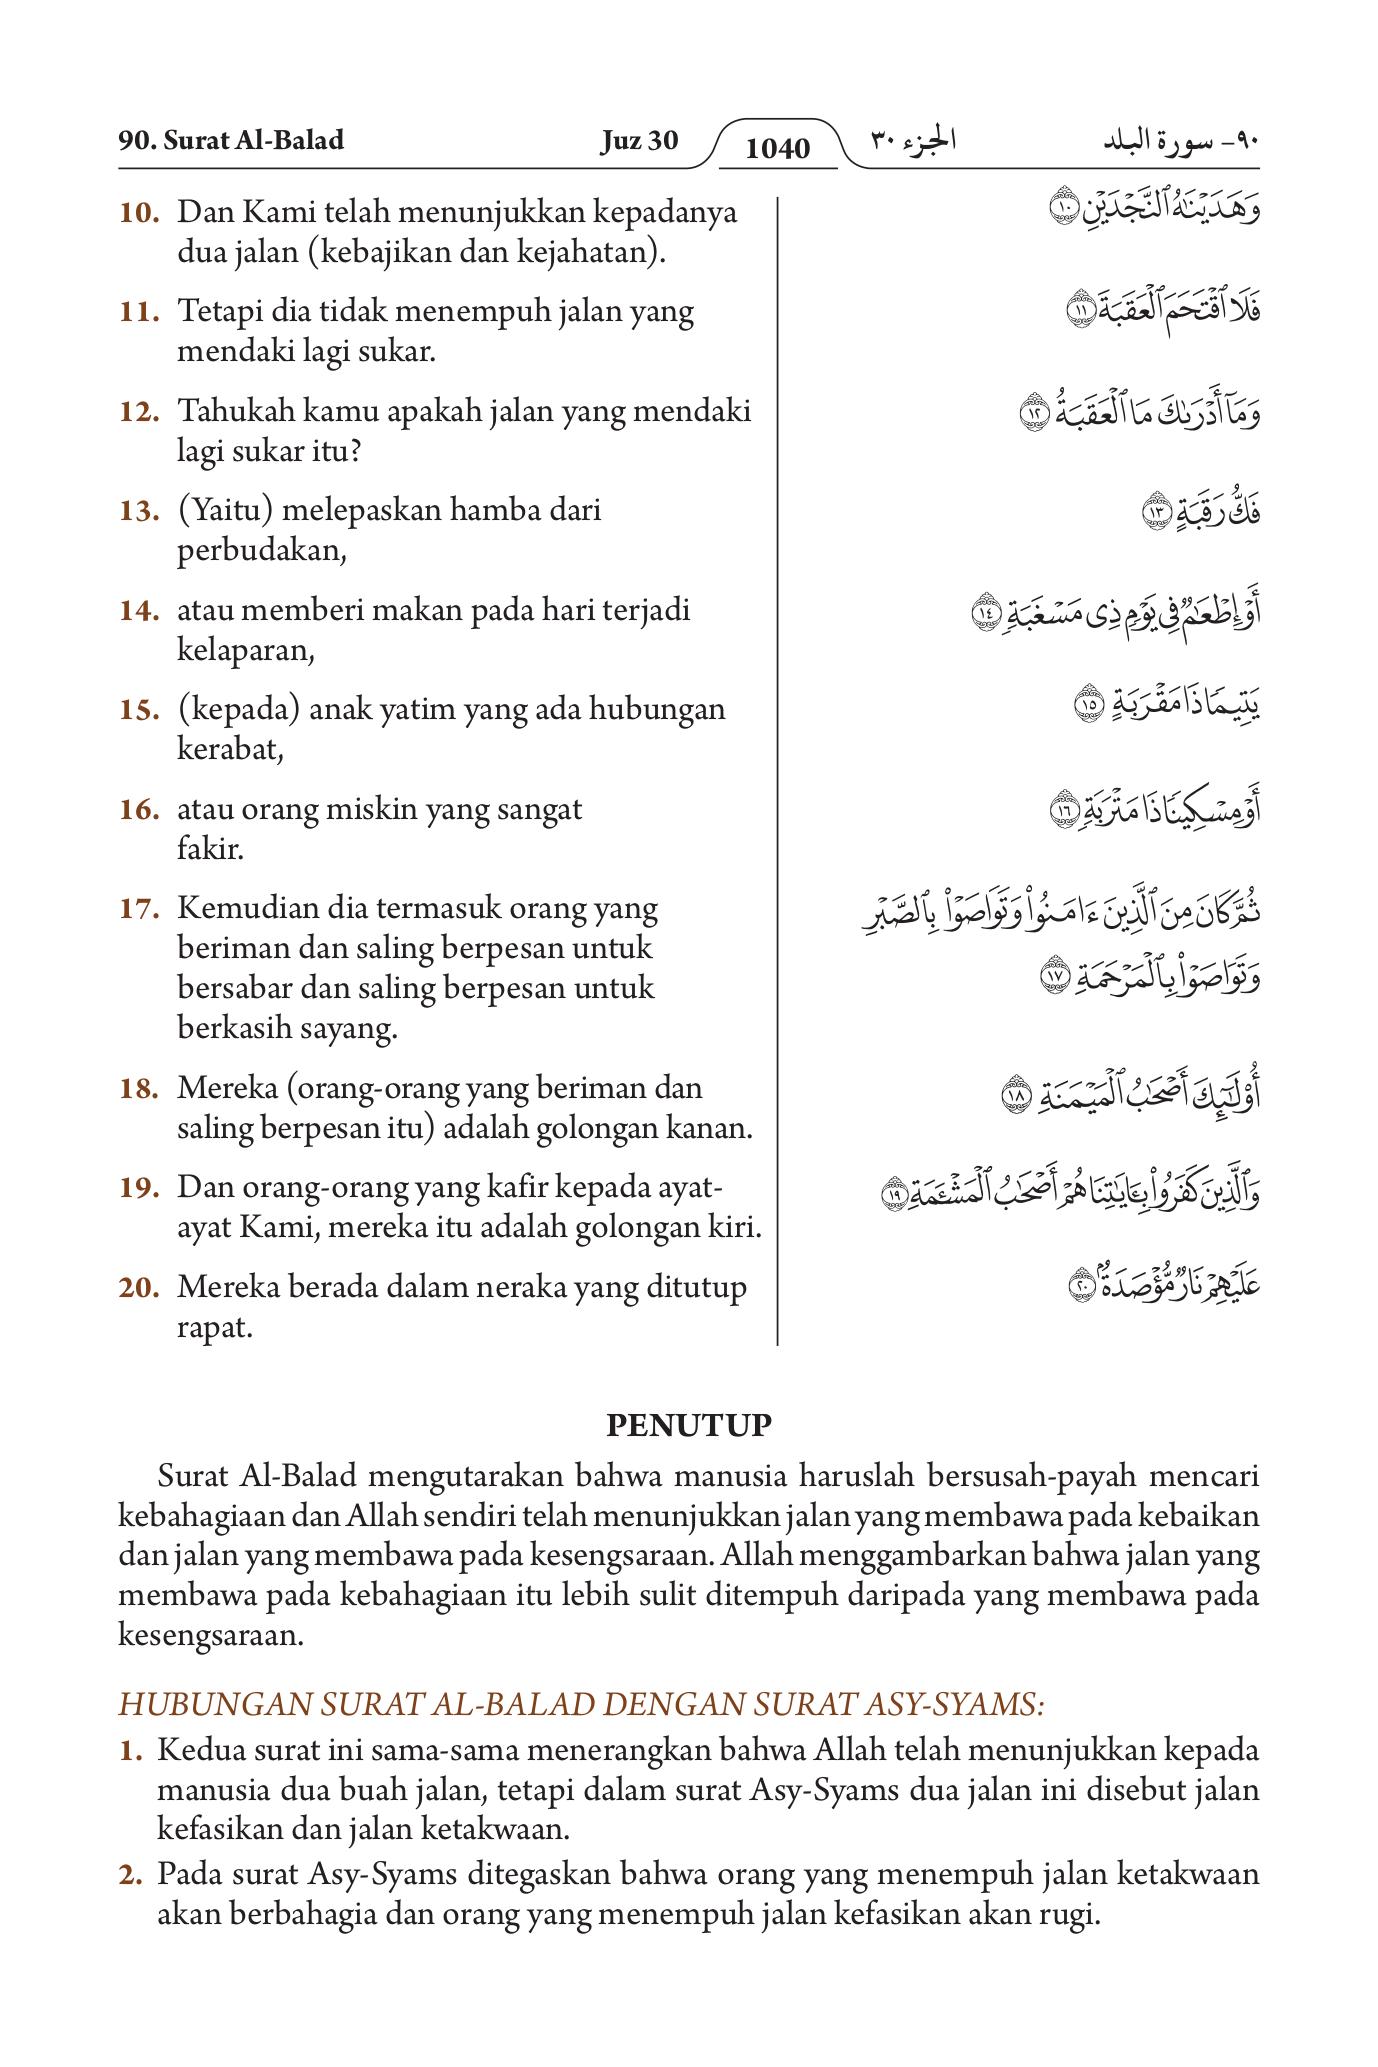 90. Surat Al-Balad Juz 30 1040 الجزء ٣٠ ٩٠- سورة البلد
10. Dan Kami telah menunjukkan kepadanya
dua jalan (kebajikan dan kejahatan).
وَهَدَيْنَٰهُ ٱلنَّجْدَيْنِ ١٠
11. Tetapi dia tidak menempuh jalan yang
mendaki lagi sukar.
فَلَا ٱقْتَحَمَ ٱلْعَقَبَةَ ١١
12. Tahukah kamu apakah jalan yang mendaki
lagi sukar itu?
وَمَآ أَدْرَىٰكَ مَا ٱلْعَقَبَةُ ١٢
13. (Yaitu) melepaskan hamba dari
perbudakan,
فَكُّ رَقَبَةٍ ١٣
14. atau memberi makan pada hari terjadi
kelaparan,
أَوْ إِطْعَٰمٌ فِى يَوْمٍ ذِى مَسْغَبَةٍ ١٤
15. (kepada) anak yatim yang ada hubungan
kerabat,
يَتِيمًا ذَا مَقْرَبَةٍ ١٥
16. atau orang miskin yang sangat
fakir.
أَوْ مِسْكِينًا ذَا مَتْرَبَةٍ ١٦
17. Kemudian dia termasuk orang yang
beriman dan saling berpesan untuk
bersabar dan saling berpesan untuk
berkasih sayang.
ثُمَّ كَانَ مِنَ ٱلَّذِينَ ءَامَنُوا۟ وَتَوَاصَوْا۟ بِٱلصَّبْرِ
وَتَوَاصَوْا۟ بِٱلْمَرْحَمَةِ ١٧
18. Mereka (orang-orang yang beriman dan
saling berpesan itu) adalah golongan kanan.
أُو۟لَٰٓئِكَ أَصْحَٰبُ ٱلْمَيْمَنَةِ ١٨
19. Dan orang-orang yang kafir kepada ayat-
ayat Kami, mereka itu adalah golongan kiri.
وَٱلَّذِينَ كَفَرُوا۟ بِـَٔايَٰتِنَا هُمْ أَصْحَٰبُ ٱلْمَشْـَٔمَةِ ١٩
20. Mereka berada dalam neraka yang ditutup
rapat.
عَلَيْهِمْ نَارٌ مُّؤْصَدَةٌۢ ٢٠
PENUTUP
Surat Al-Balad mengutarakan bahwa manusia haruslah bersusah-payah mencari
kebahagiaan dan Allah sendiri telah menunjukkan jalan yang membawa pada kebaikan
dan jalan yang membawa pada kesengsaraan. Allah menggambarkan bahwa jalan yang
membawa pada kebahagiaan itu lebih sulit ditempuh daripada yang membawa pada
kesengsaraan.
HUBUNGAN SURAT AL-BALAD DENGAN SURAT ASY-SYAMS:
1. Kedua surat ini sama-sama menerangkan bahwa Allah telah menunjukkan kepada
manusia dua buah jalan, tetapi dalam surat Asy-Syams dua jalan ini disebut jalan
kefasikan dan jalan ketakwaan.
2. Pada surat Asy-Syams ditegaskan bahwa orang yang menempuh jalan ketakwaan
akan berbahagia dan orang yang menempuh jalan kefasikan akan rugi.